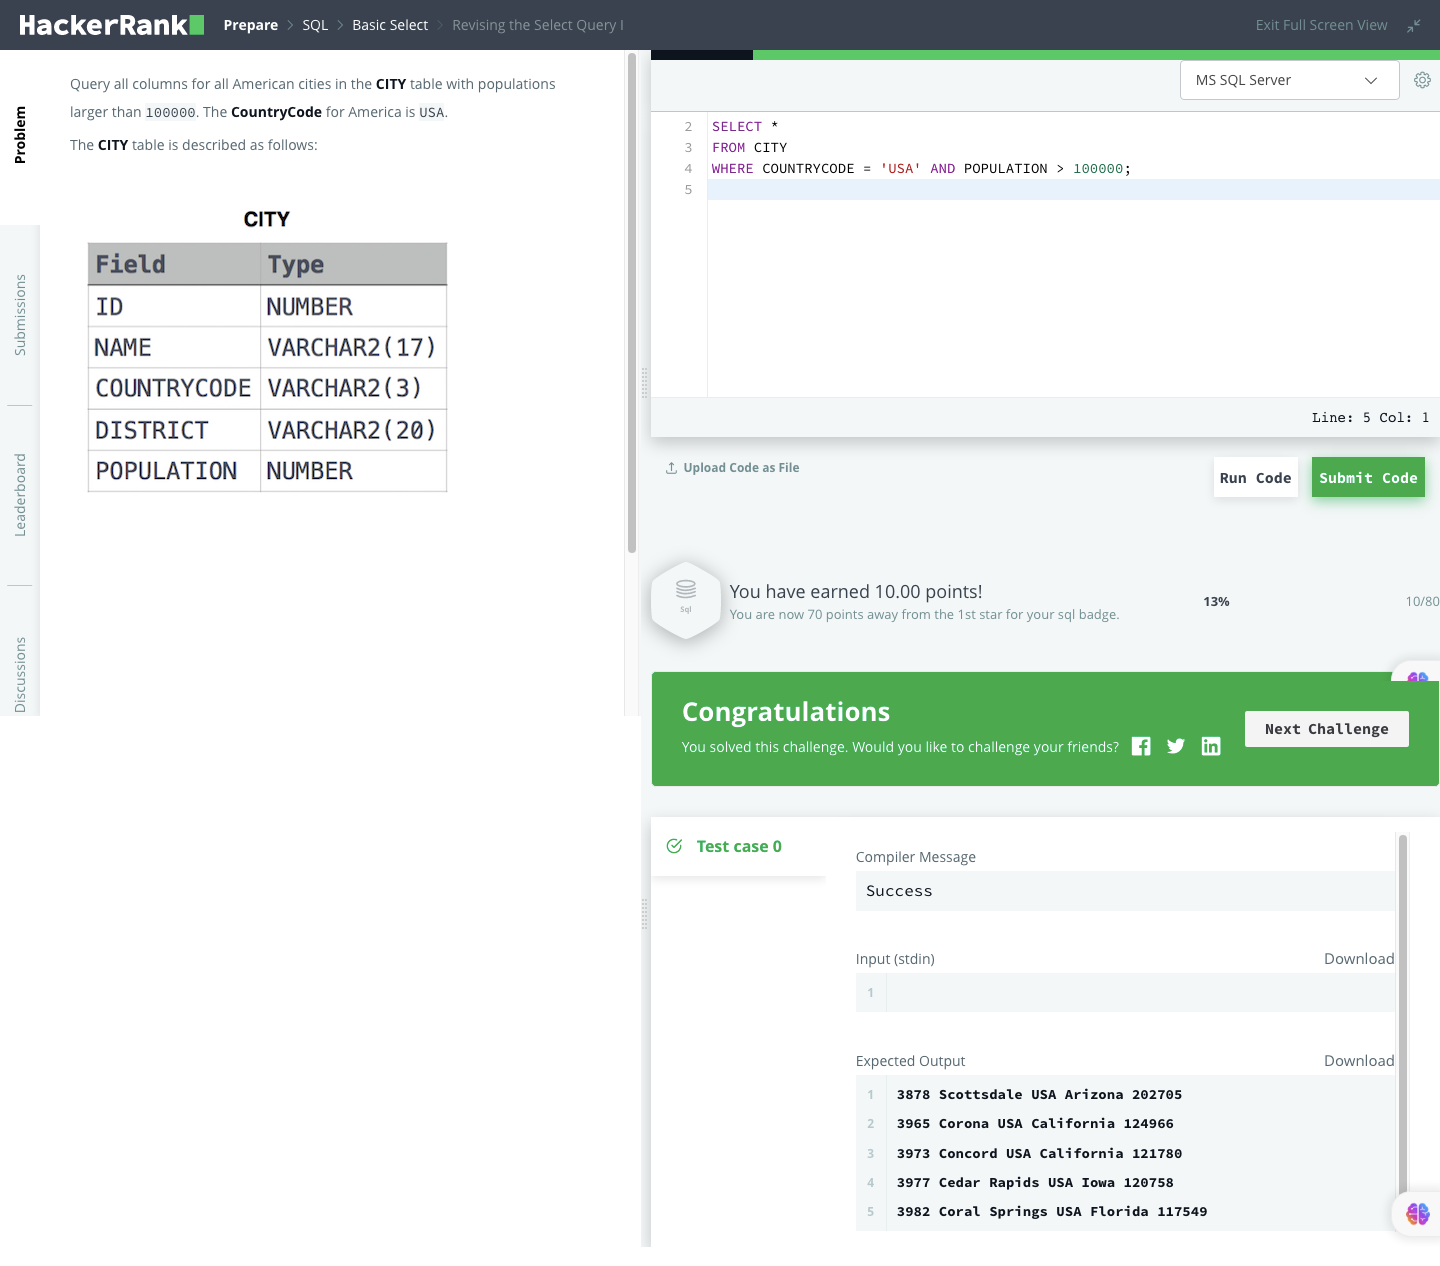 HackerRank
Prepare > SQL > Basic Select > Revising the Select Query I
Exit Full Screen View
Problem
Submissions
Leaderboard
Discussions
Query all columns for all American cities in the CITY table with populations
larger than 100000. The CountryCode for America is USA.
The CITY table is described as follows:
CITY
Field Type
ID NUMBER
NAME VARCHAR2(17)
COUNTRYCODE VARCHAR2(3)
DISTRICT VARCHAR2(20)
POPULATION NUMBER
MS SQL Server
2 SELECT *
3 FROM CITY
4 WHERE COUNTRYCODE = 'USA' AND POPULATION > 100000;
5
Line: 5 Col: 1
Upload Code as File
Run Code
Submit Code
Sql
You have earned 10.00 points!
You are now 70 points away from the 1st star for your sql badge.
13%
10/80
Congratulations
You solved this challenge. Would you like to challenge your friends?
Next Challenge
Test case 0
Compiler Message
Success
Input (stdin)
Download
1
Expected Output
Download
1 3878 Scottsdale USA Arizona 202705
2 3965 Corona USA California 124966
3 3973 Concord USA California 121780
4 3977 Cedar Rapids USA Iowa 120758
5 3982 Coral Springs USA Florida 117549